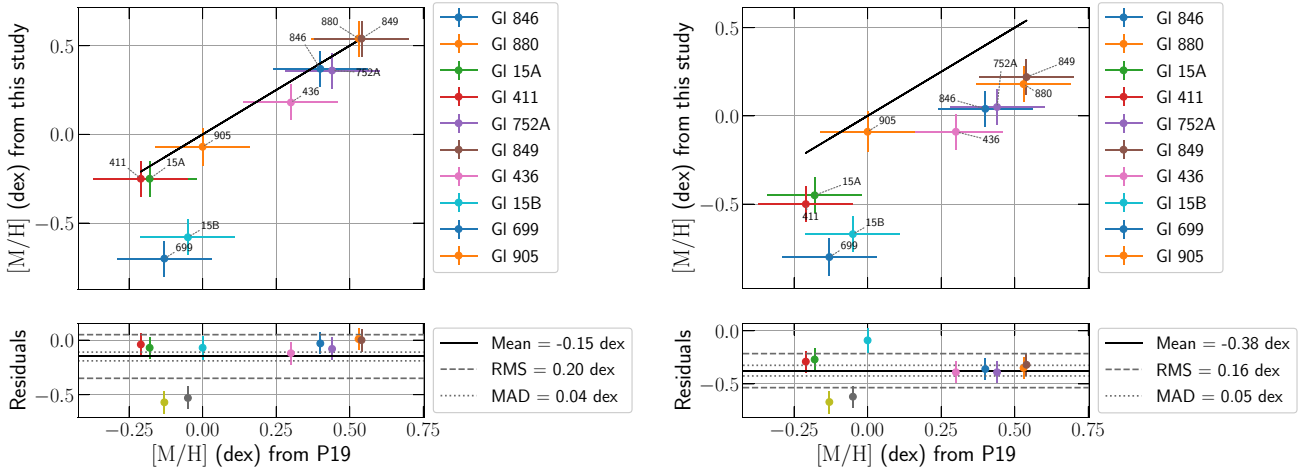 [M/H] (dex) from this study
0.5
0.0
−0.5
880
849
846
752A
436
905
411
15A
15B
699
Gl 846
Gl 880
Gl 15A
Gl 411
Gl 752A
Gl 849
Gl 436
Gl 15B
Gl 699
Gl 905
Residuals
0.0
−0.5
−0.25
0.00
0.25
0.50
0.75
[M/H] (dex) from P19
Mean = -0.15 dex
RMS = 0.20 dex
MAD = 0.04 dex
[M/H] (dex) from this study
0.5
0.0
−0.5
752A
849
846
880
905
436
15A
411
15B
699
Gl 846
Gl 880
Gl 15A
Gl 411
Gl 752A
Gl 849
Gl 436
Gl 15B
Gl 699
Gl 905
Residuals
0.0
−0.5
−0.25
0.00
0.25
0.50
0.75
[M/H] (dex) from P19
Mean = -0.38 dex
RMS = 0.16 dex
MAD = 0.05 dex